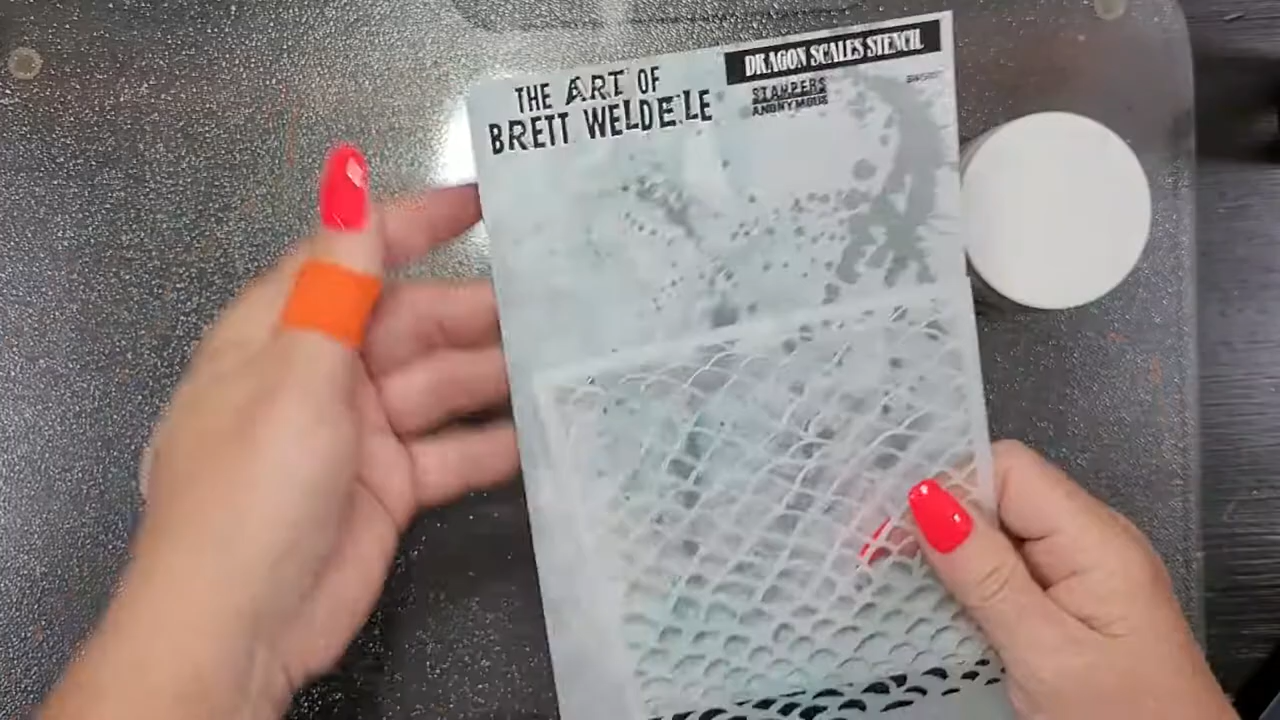 DRAGON SCALES STENCIL
THE ART OF
BRETT WELDELE
STAMPERS
ANONYMOUS